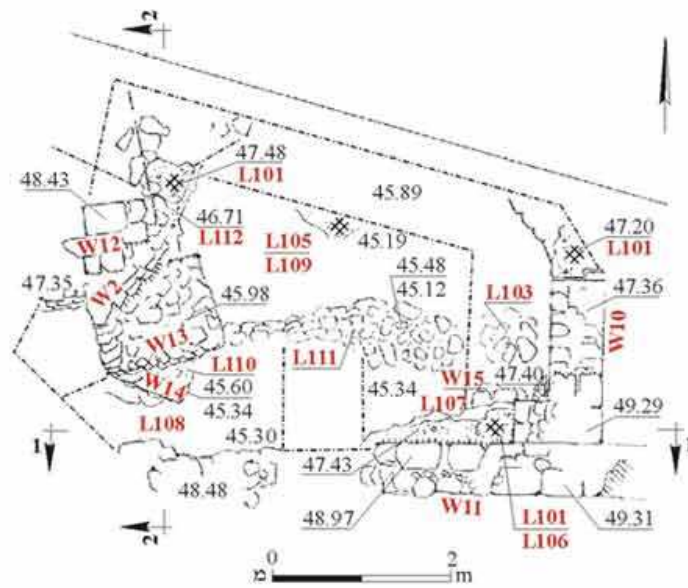 2
47.48
L101
48.43
45.89
46.71
L112
45.19
L105
L109
47.20
L101
W12
47.35
W2
45.98
45.48
45.12
L103
47.36
W10
W13
L110
L111
W15
47.40
W14
45.60
45.34
45.34
L107
L108
45.30
49.29
1
1
47.43
48.48
48.97
W11
L101
L106
49.31
2
0
2
מ
m